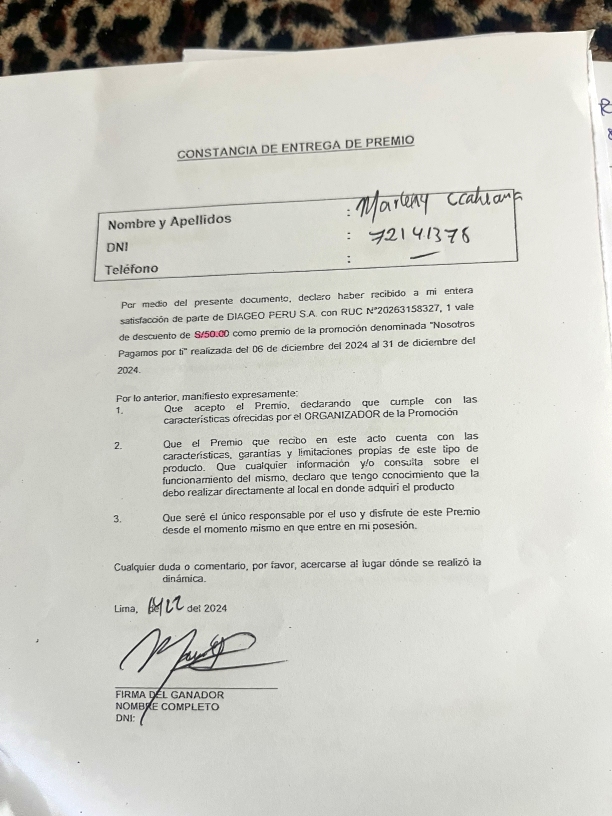 CONSTANCIA DE ENTREGA DE PREMIO
Nombre y Apellidos : Marleny
DNI : 72141376
Teléfono : —
Por medio del presente documento, declaro haber recibido a mi entera
satisfacción de parte de DIAGEO PERU S.A. con RUC N°20263158327, 1 vale
de descuento de S/50.00 como premio de la promoción denominada "Nosotros
Pagamos por ti" realizada del 06 de diciembre del 2024 al 31 de diciembre del
2024.
Por lo anterior, manifiesto expresamente:
1. Que acepto el Premio, declarando que cumple con las
características ofrecidas por el ORGANIZADOR de la Promoción
2. Que el Premio que recibo en este acto cuenta con las
características, garantías y limitaciones propias de este tipo de
producto. Que cualquier información y/o consulta sobre el
funcionamiento del mismo, declaro que tengo conocimiento que la
debo realizar directamente al local en donde adquirí el producto
3. Que seré el único responsable por el uso y disfrute de este Premio
desde el momento mismo en que entre en mi posesión.
Cualquier duda o comentario, por favor, acercarse al lugar dónde se realizó la
dinámica.
Lima, del 2024
FIRMA DEL GANADOR
NOMBRE COMPLETO
DNI: